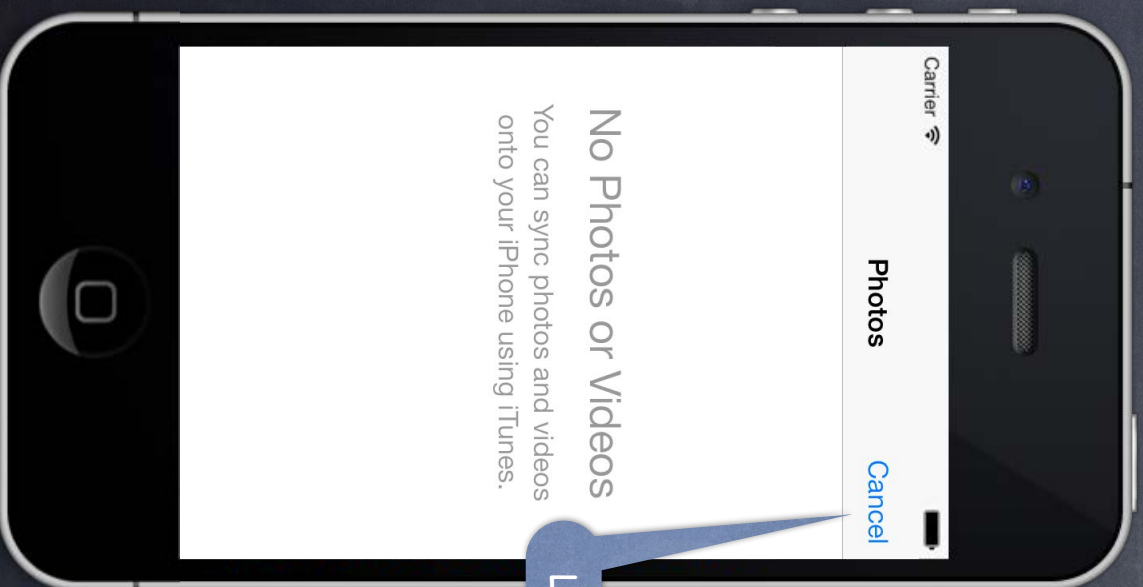 Carrier
Photos
Cancel
No Photos or Videos
You can sync photos and videos
onto your iPhone using iTunes.
L